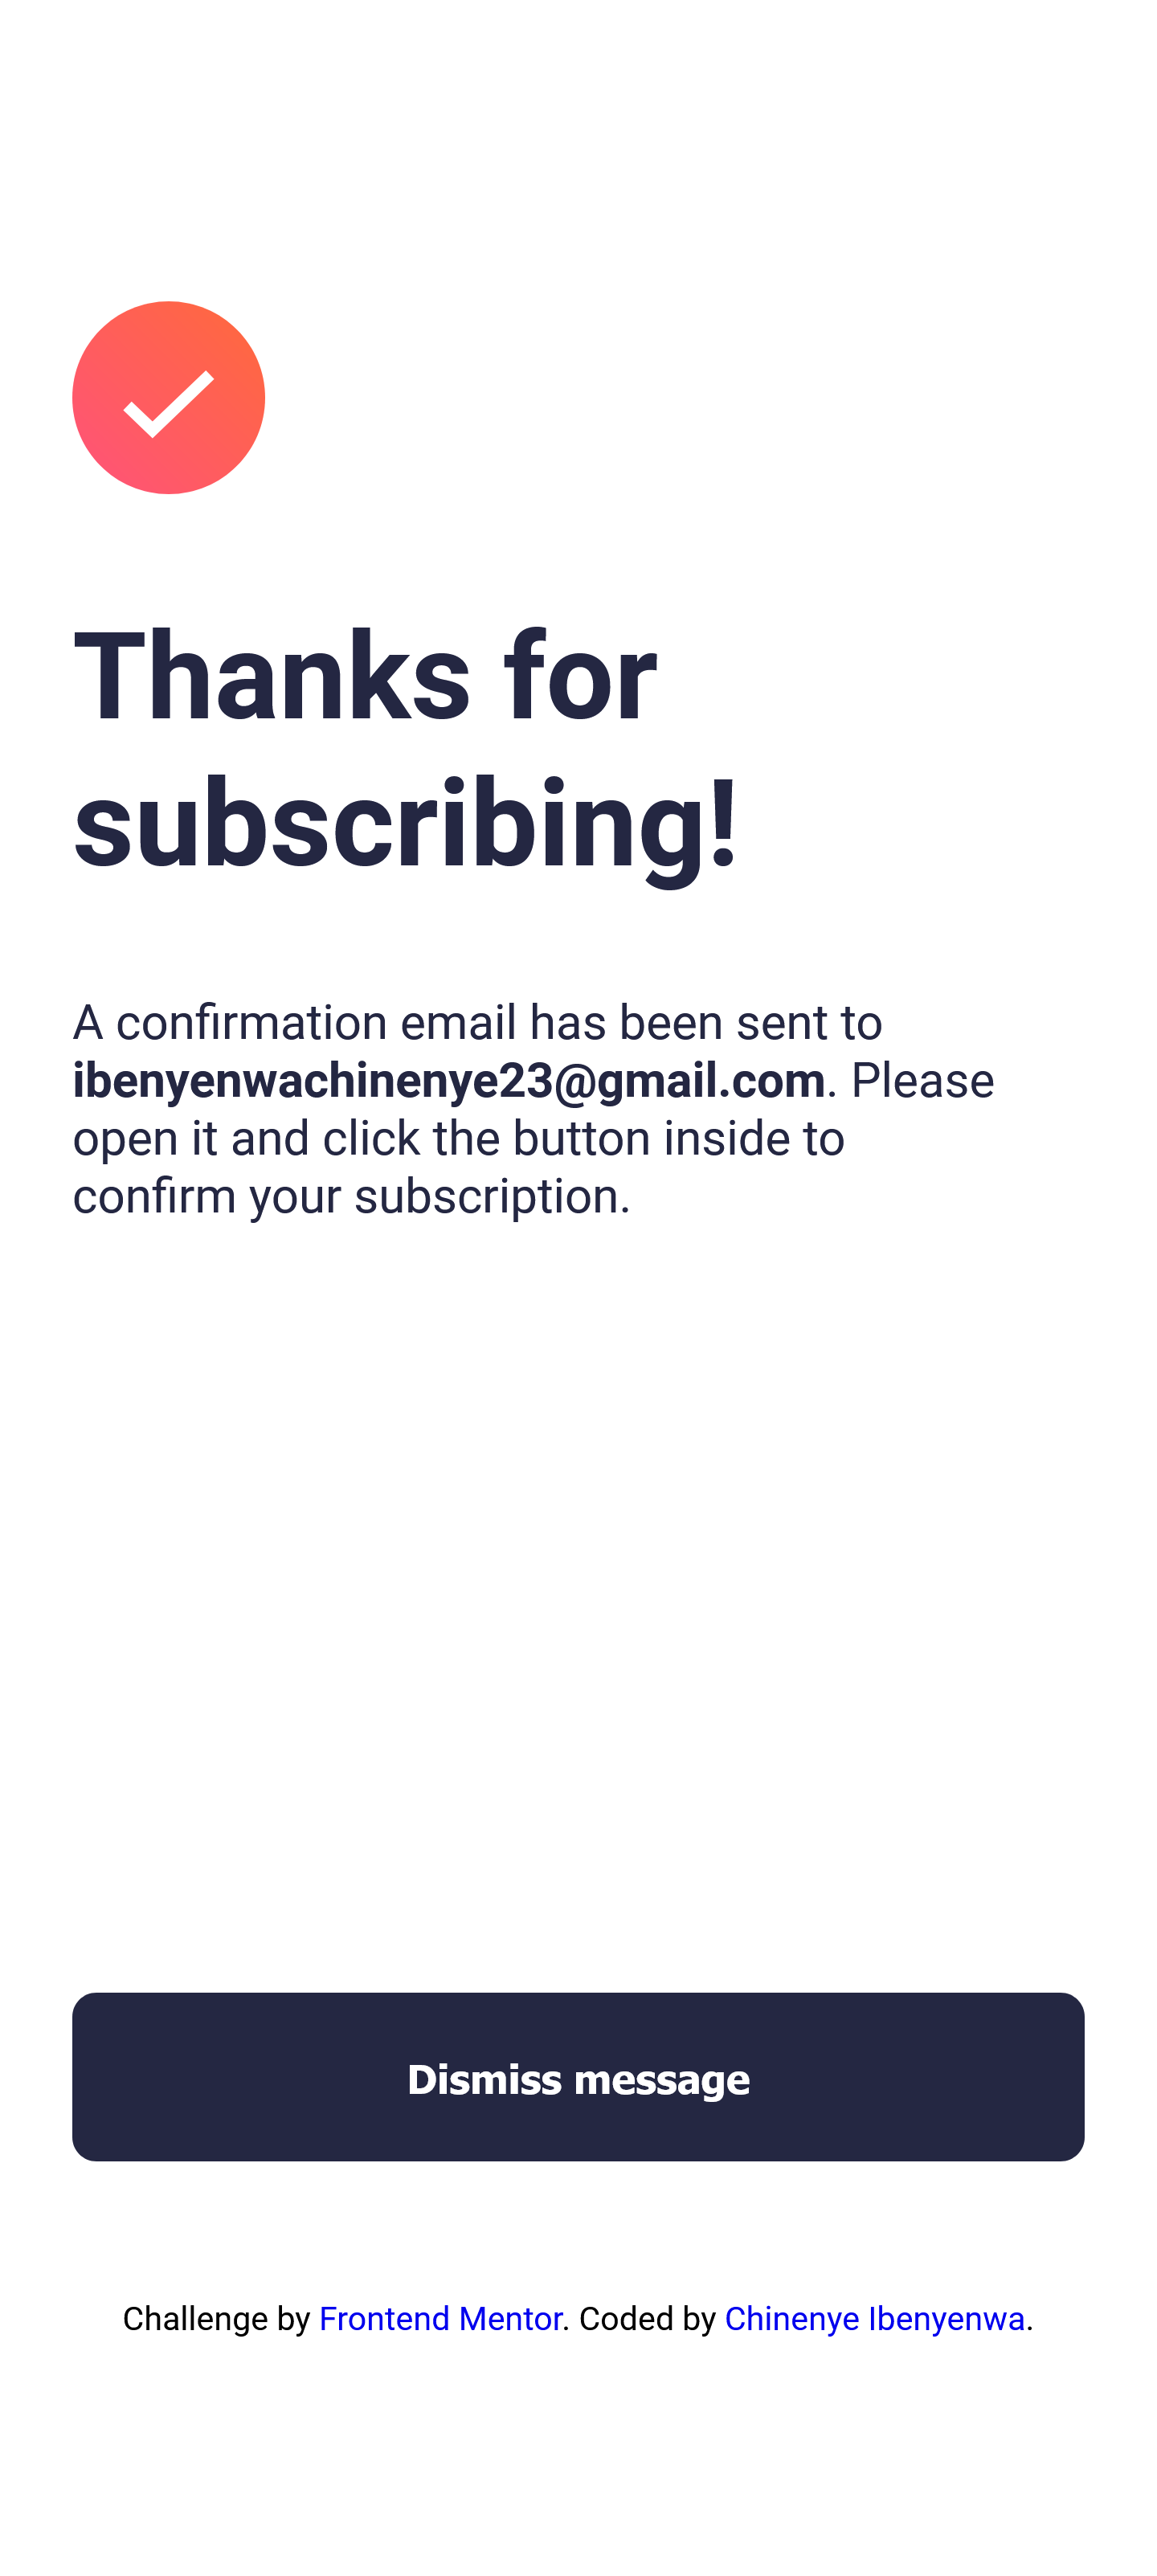 Thanks for
subscribing!
A confirmation email has been sent to
ibenyenwachinenye23@gmail.com. Please
open it and click the button inside to
confirm your subscription.
Dismiss message
Challenge by Frontend Mentor. Coded by Chinenye Ibenyenwa.